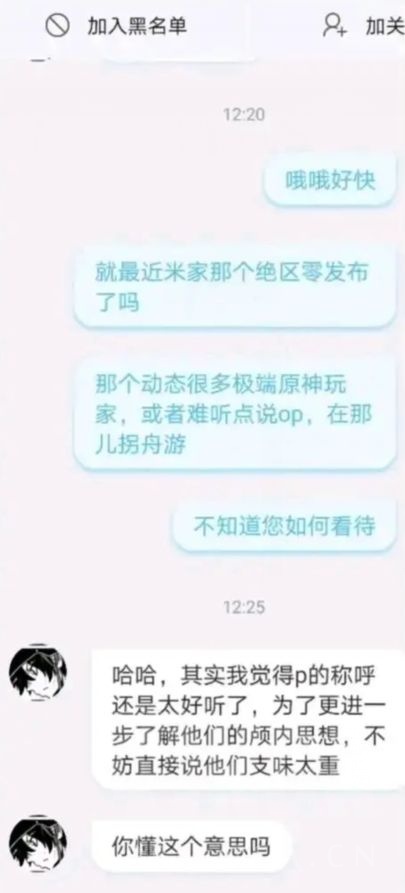 加入黑名单
加关
12:20
哦哦好快
就最近米家那个绝区零发布
了吗
那个动态很多极端原神玩
家，或者难听点说op，在那
儿拐舟游
不知道您如何看待
12:25
哈哈，其实我觉得p的称呼
还是太好听了，为了更进一
步了解他们的颅内思想，不
妨直接说他们支味太重
你懂这个意思吗
CN